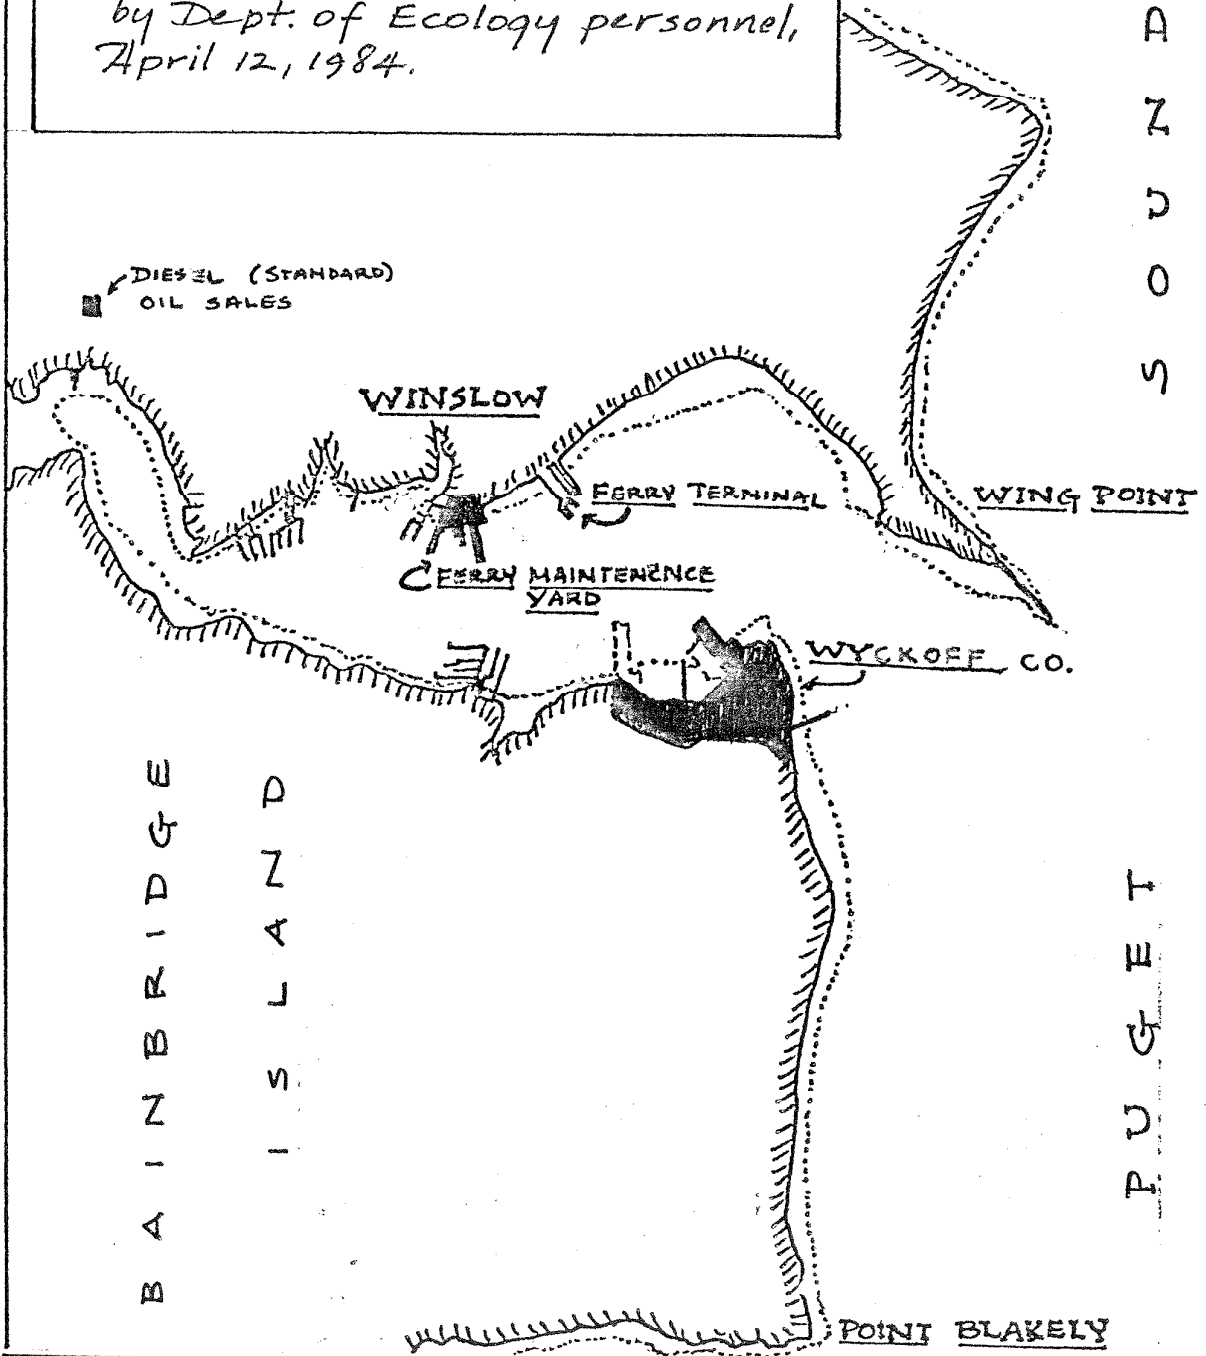 by Dept. of Ecology personnel,
April 12, 1984.
DIESEL (STANDARD)
OIL SALES
WINSLOW
FERRY TERMINAL
WING POINT
FERRY MAINTENENCE
YARD
WYCKOFF CO.
BAINBRIDGE
ISLAND
PUGET
SOUND
POINT BLAKELY